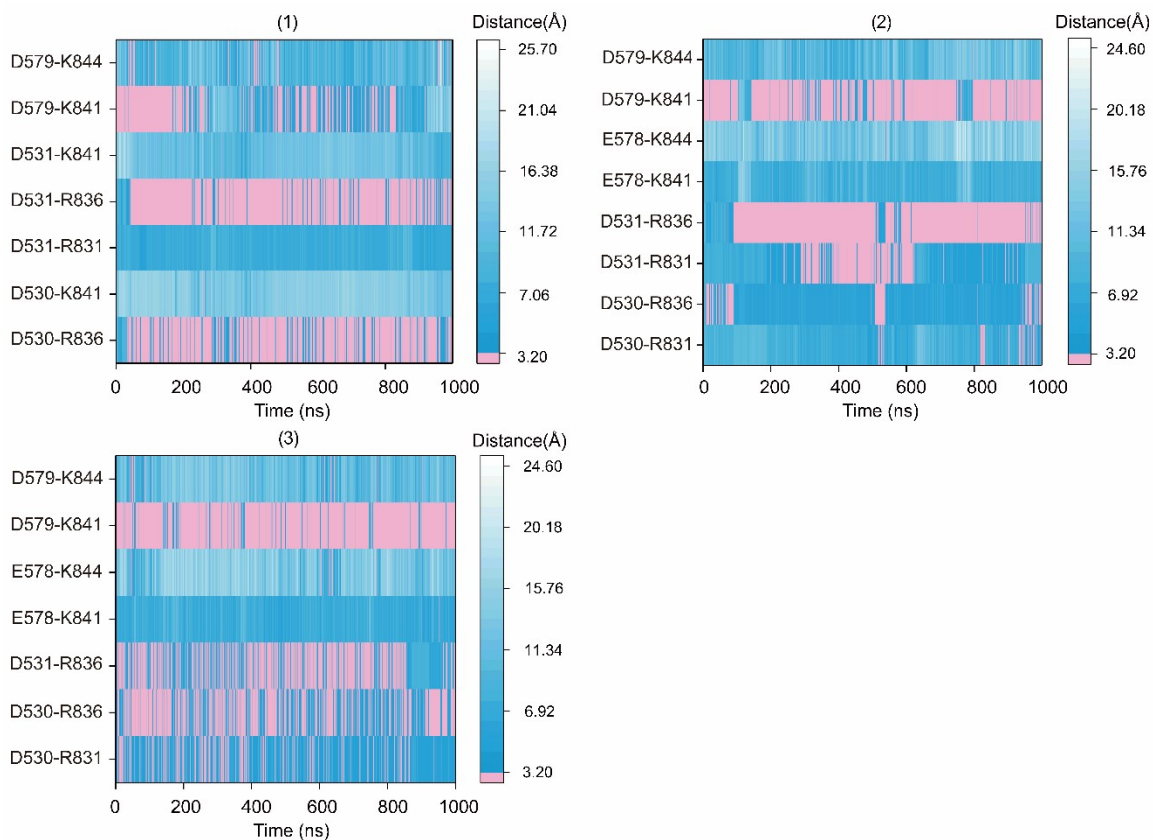 (1)
Distance(Å)
D579-K844
D579-K841
D531-K841
D531-R836
D531-R831
D530-K841
D530-R836
25.70
21.04
16.38
11.72
7.06
3.20
0 200 400 600 800 1000
Time (ns)
(2)
Distance(Å)
D579-K844
D579-K841
E578-K844
E578-K841
D531-R836
D531-R831
D530-R836
D530-R831
24.60
20.18
15.76
11.34
6.92
3.20
0 200 400 600 800 1000
Time (ns)
(3)
Distance(Å)
D579-K844
D579-K841
E578-K844
E578-K841
D531-R836
D530-R836
D530-R831
24.60
20.18
15.76
11.34
6.92
3.20
0 200 400 600 800 1000
Time (ns)